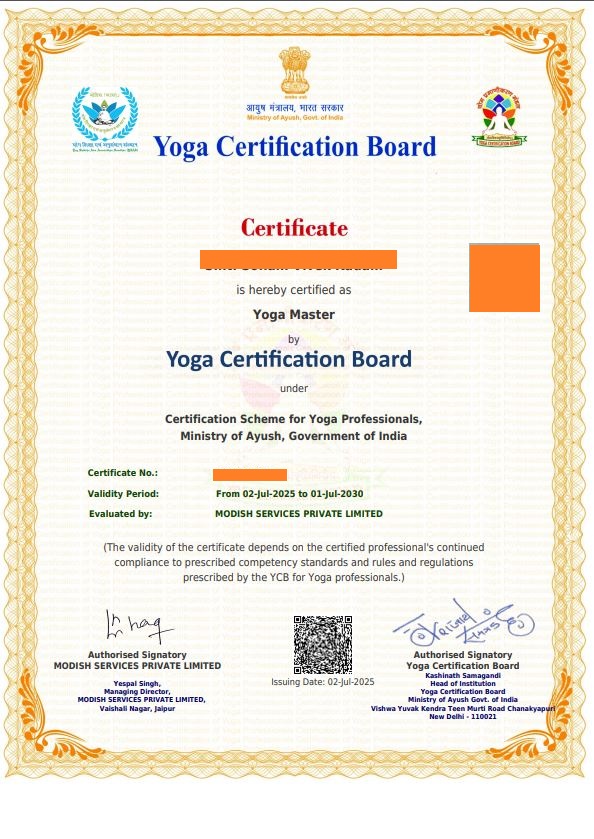 आयुष मंत्रालय, भारत सरकार
Ministry of Ayush, Govt. of India
Yoga Certification Board
YOGA CERTIFICATION BOARD
Certificate
is hereby certified as
Yoga Master
by
Yoga Certification Board
under
Certification Scheme for Yoga Professionals,
Ministry of Ayush, Government of India
Certificate No.:
Validity Period: From 02-Jul-2025 to 01-Jul-2030
Evaluated by: MODISH SERVICES PRIVATE LIMITED
(The validity of the certificate depends on the certified professional's continued
compliance to prescribed competency standards and rules and regulations
prescribed by the YCB for Yoga professionals.)
Authorised Signatory
MODISH SERVICES PRIVATE LIMITED
Yespal Singh,
Managing Director,
MODISH SERVICES PRIVATE LIMITED,
Vaishali Nagar, Jaipur
Issuing Date: 02-Jul-2025
Authorised Signatory
Yoga Certification Board
Kashinath Samagandi
Head of Institution
Yoga Certification Board
Ministry of Ayush Govt. of India
Vishwa Yuvak Kendra Teen Murti Road Chanakyapuri
New Delhi - 110021